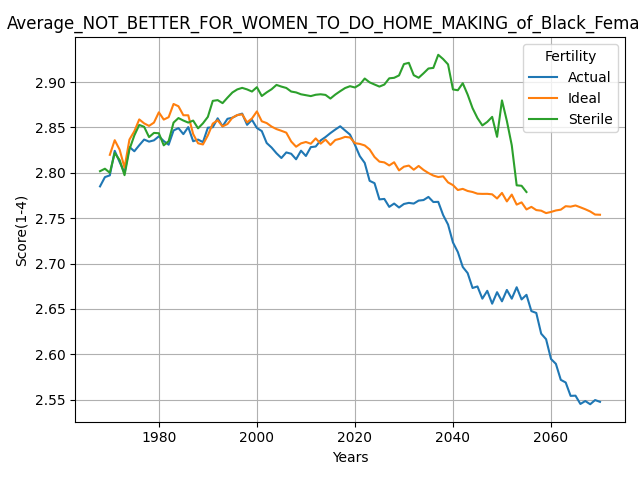 Average_NOT_BETTER_FOR_WOMEN_TO_DO_HOME_MAKING_of_Black_Fema
Fertility
Actual
Ideal
Sterile
Score(1-4)
2.90
2.85
2.80
2.75
2.70
2.65
2.60
2.55
1980 2000 2020 2040 2060
Years